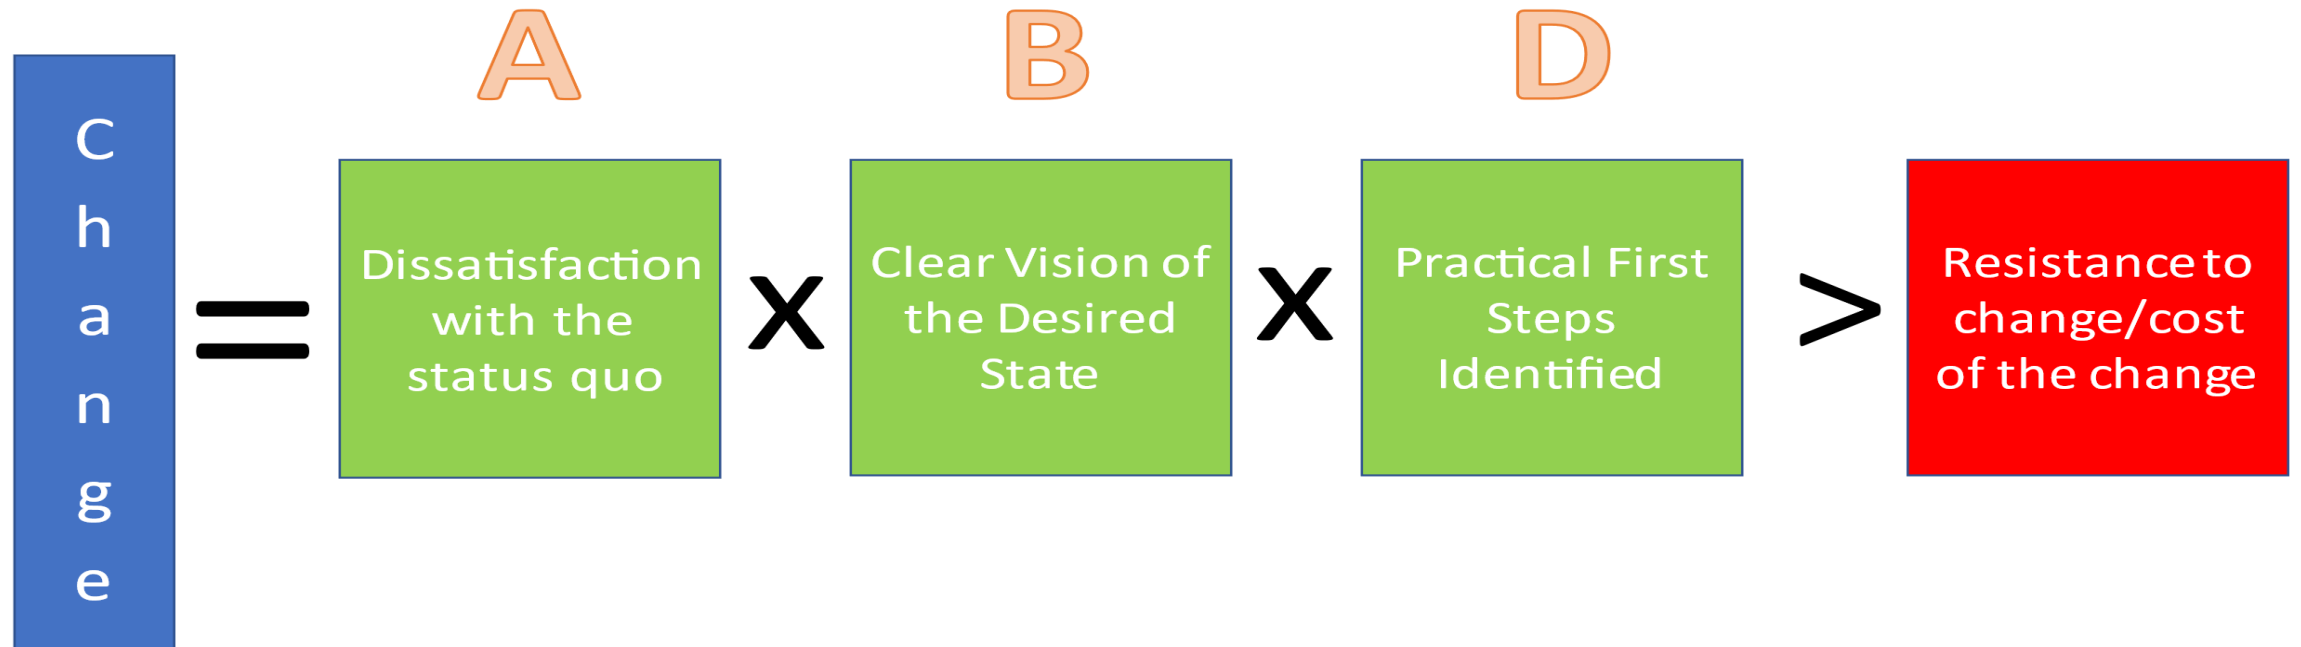 A B D
Change
=
Dissatisfaction
with the
status quo
x
Clear Vision of
the Desired
State
x
Practical First
Steps
Identified
>
Resistance to
change/cost
of the change